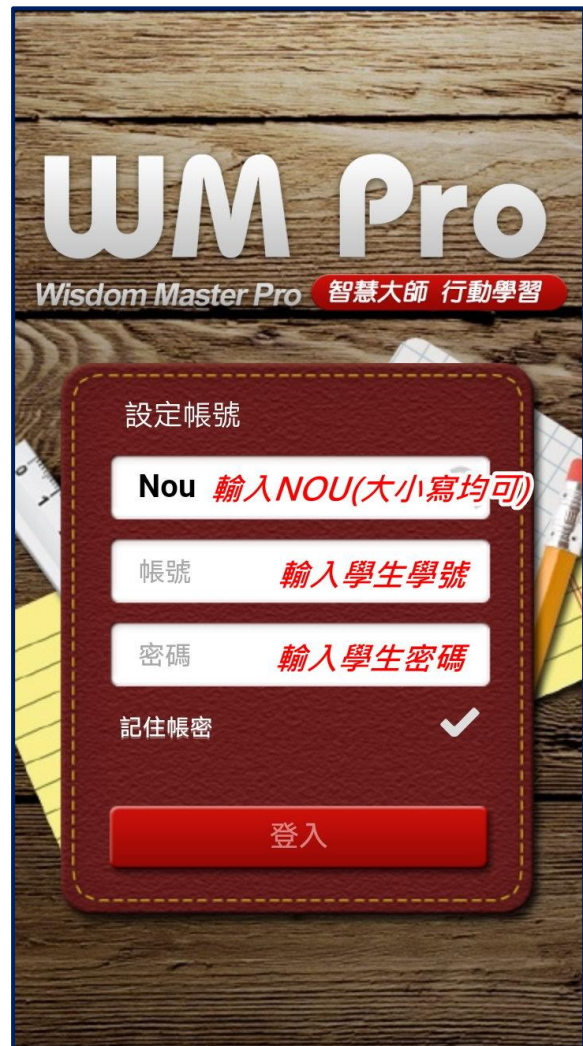 WM Pro
Wisdom Master Pro 智慧大師 行動學習
設定帳號
Nou 輸入NOU(大小寫均可)
帳號 輸入學生學號
密碼 輸入學生密碼
記住帳密
登入